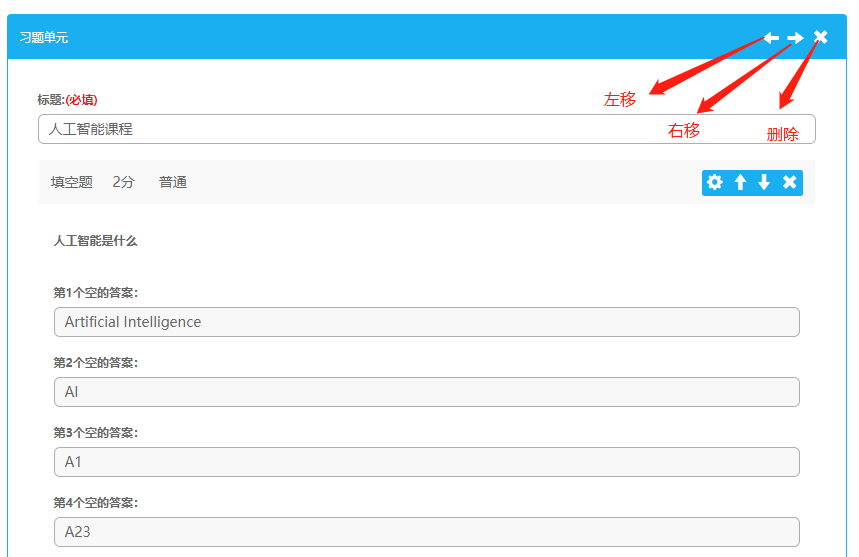 习题单元
左移
标题:(必填)
人工智能课程
右移
删除
填空题 2分 普通
人工智能是什么
第1个空的答案:
Artificial Intelligence
第2个空的答案:
AI
第3个空的答案:
A1
第4个空的答案:
A23